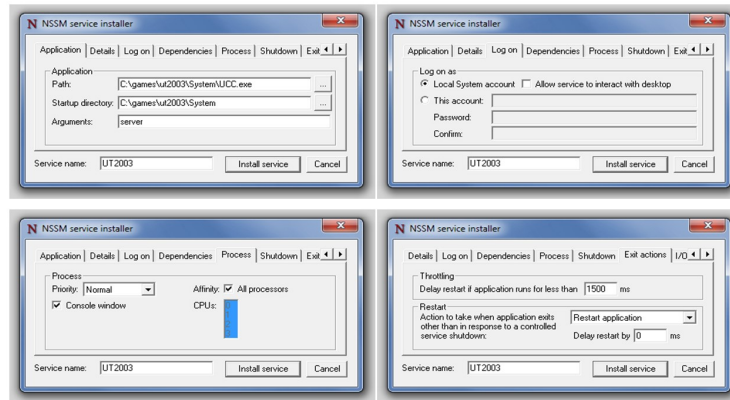 NSSM service installer
Application Details Log on Dependencies Process Shutdown Exit
Application
Path: C:\games\ut2003\System\UCC.exe ...
Startup directory: C:\games\ut2003\System ...
Arguments: server
Service name: UT2003 Install service Cancel
NSSM service installer
Application Details Log on Dependencies Process Shutdown Exit
Log on as
Local System account Allow service to interact with desktop
This account:
Password:
Confirm:
Service name: UT2003 Install service Cancel
NSSM service installer
Application Details Log on Dependencies Process Shutdown Exit
Process
Priority: Normal Affinity: All processors
Console window CPUs:
Service name: UT2003 Install service Cancel
NSSM service installer
Details Log on Dependencies Process Shutdown Exit actions I/O
Throttling
Delay restart if application runs for less than 1500 ms
Restart
Action to take when application exits
other than in response to a controlled
service shutdown:
Restart application
Delay restart by 0 ms
Service name: UT2003 Install service Cancel